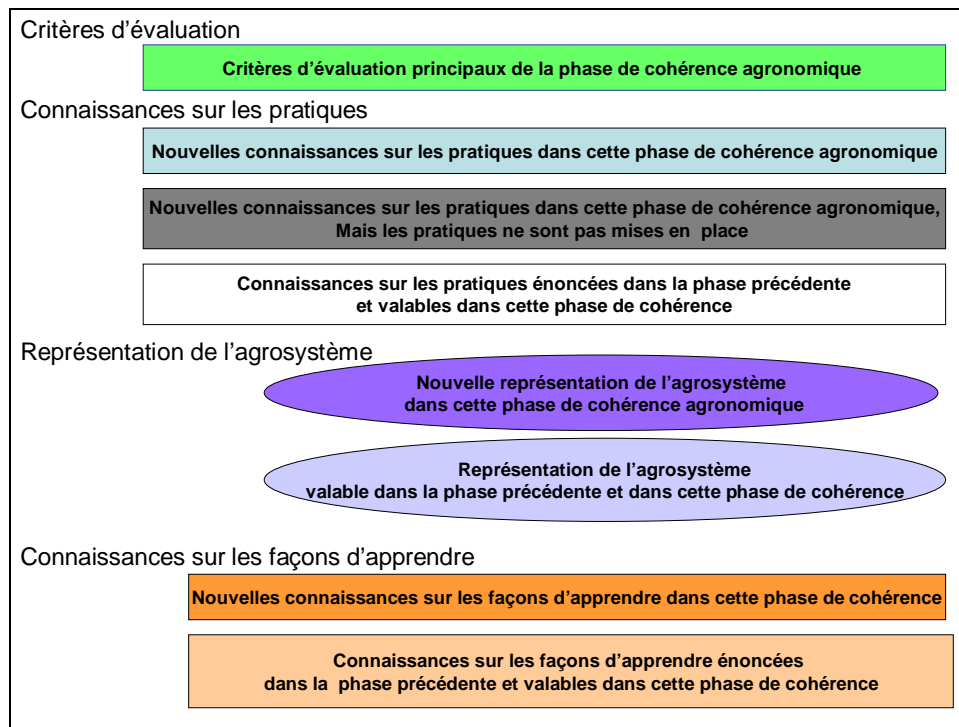 Critères d'évaluation
Critères d'évaluation principaux de la phase de cohérence agronomique
Connaissances sur les pratiques
Nouvelles connaissances sur les pratiques dans cette phase de cohérence agronomique
Nouvelles connaissances sur les pratiques dans cette phase de cohérence agronomique,
Mais les pratiques ne sont pas mises en place
Connaissances sur les pratiques énoncées dans la phase précédente
et valables dans cette phase de cohérence
Représentation de l'agrosystème
Nouvelle représentation de l'agrosystème
dans cette phase de cohérence agronomique
Représentation de l'agrosystème
valable dans la phase précédente et dans cette phase de cohérence
Connaissances sur les façons d'apprendre
Nouvelles connaissances sur les façons d'apprendre dans cette phase de cohérence
Connaissances sur les façons d'apprendre énoncées
dans la phase précédente et valables dans cette phase de cohérence